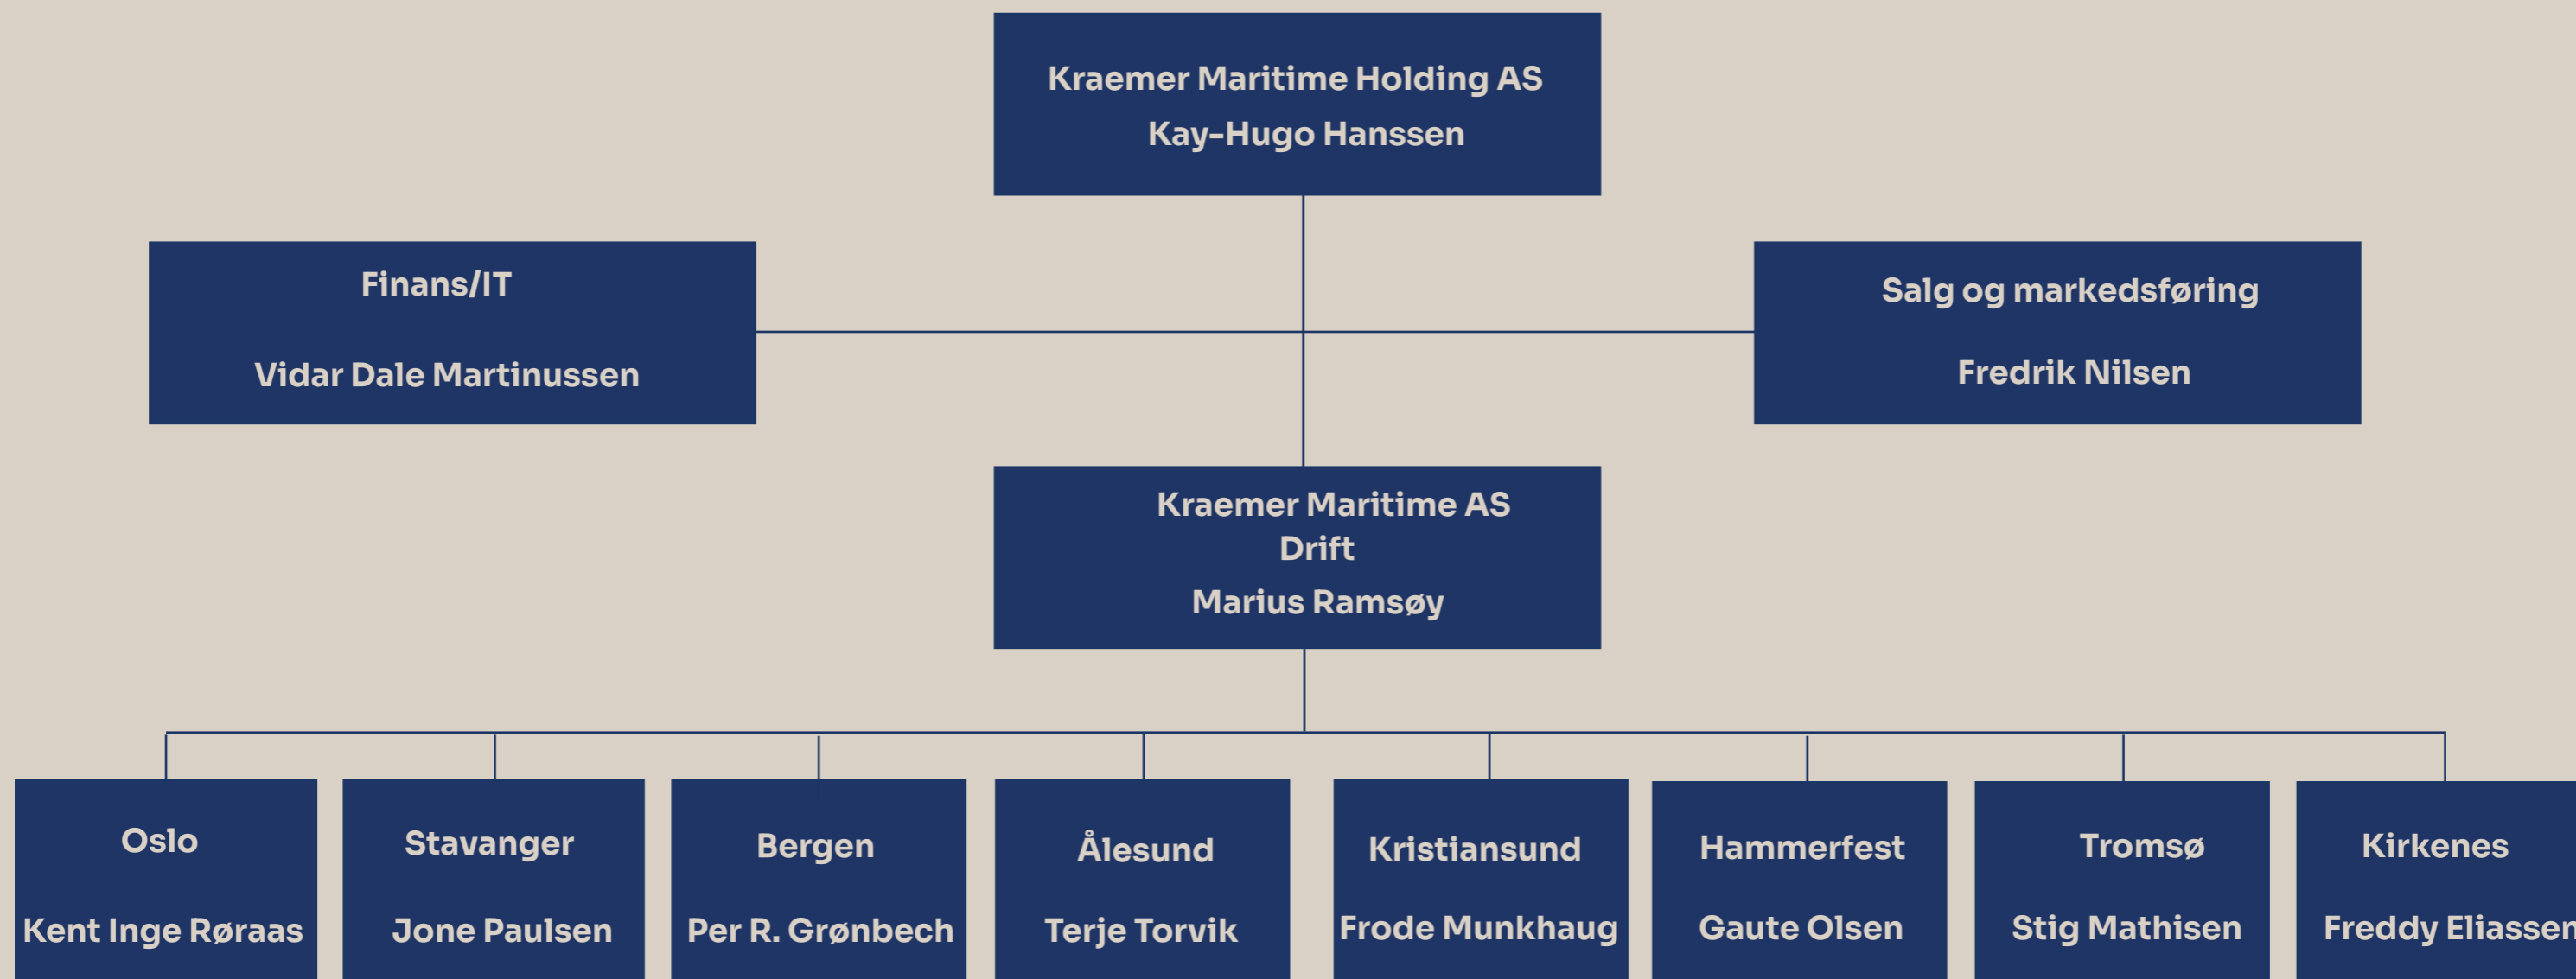 Kraemer Maritime Holding AS
Kay-Hugo Hanssen
Finans/IT
Vidar Dale Martinussen
Salg og markedsføring
Fredrik Nilsen
Kraemer Maritime AS
Drift
Marius Ramsøy
Oslo
Kent Inge Røraas
Stavanger
Jone Paulsen
Bergen
Per R. Grønbech
Ålesund
Terje Torvik
Kristiansund
Frode Munkhaug
Hammerfest
Gaute Olsen
Tromsø
Stig Mathisen
Kirkenes
Freddy Eliassen